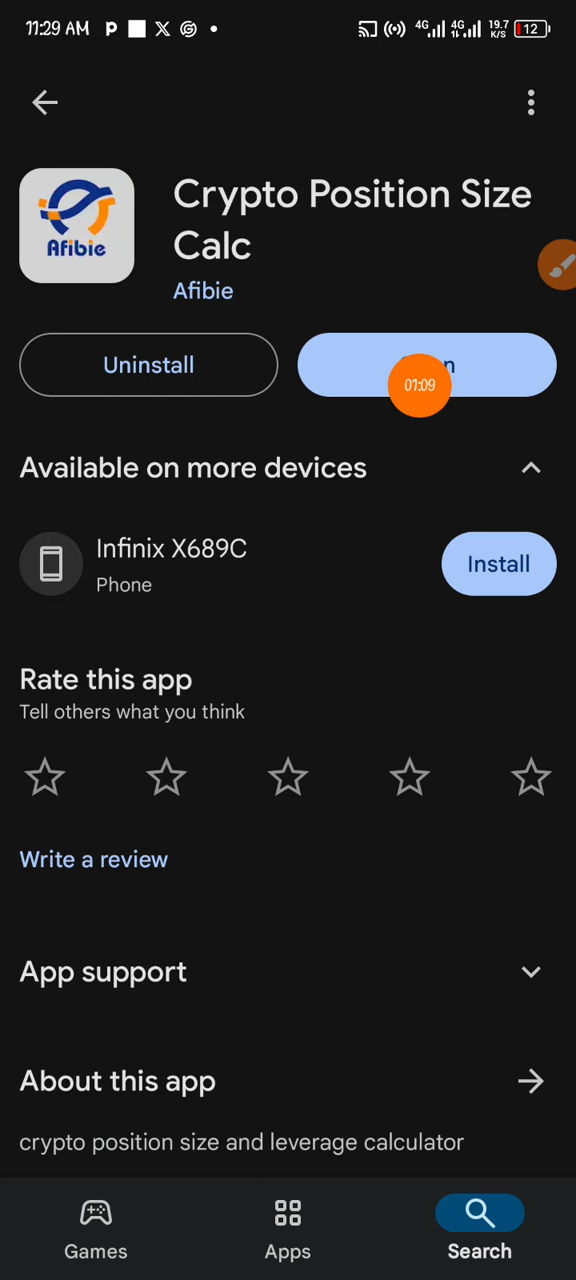 11:29 AM P X G 4G 4G 19.7 K/S 12
Crypto Position Size
Calc
Afibie
Afibie
Uninstall
01:09
Available on more devices
Infinix X689C
Phone
Install
Rate this app
Tell others what you think
Write a review
App support
About this app
crypto position size and leverage calculator
Games
Apps
Search